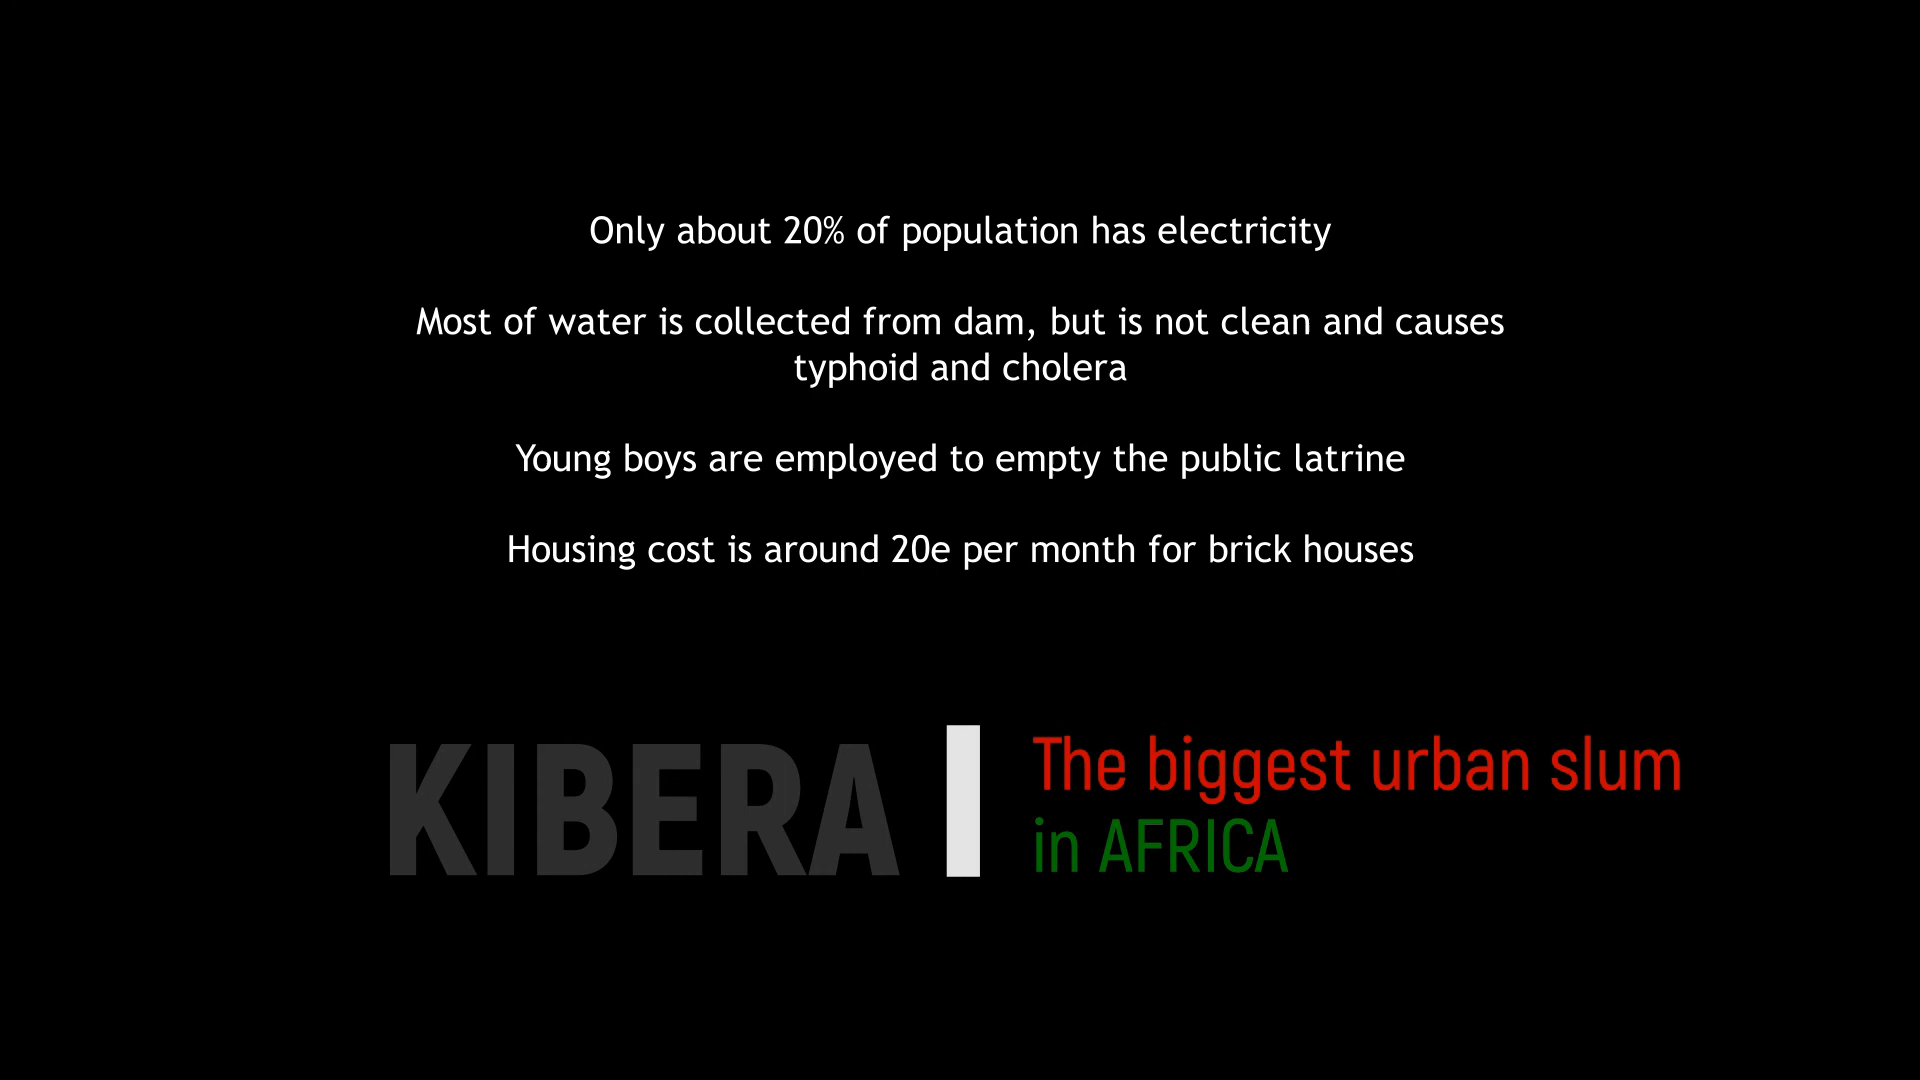 Only about 20% of population has electricity
Most of water is collected from dam, but is not clean and causes
typhoid and cholera
Young boys are employed to empty the public latrine
Housing cost is around 20e per month for brick houses
KIBERA
The biggest urban slum
in AFRICA